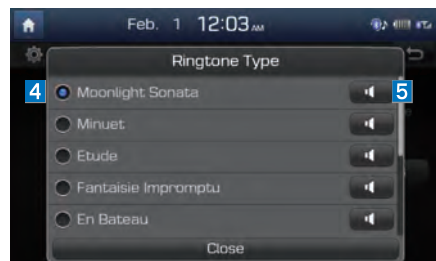 Feb. 1 12:03 AM
Ringtone Type
4 Moonlight Sonata 5
Minuet
Etude
Fantaisie Impromptu
En Bateau
Close